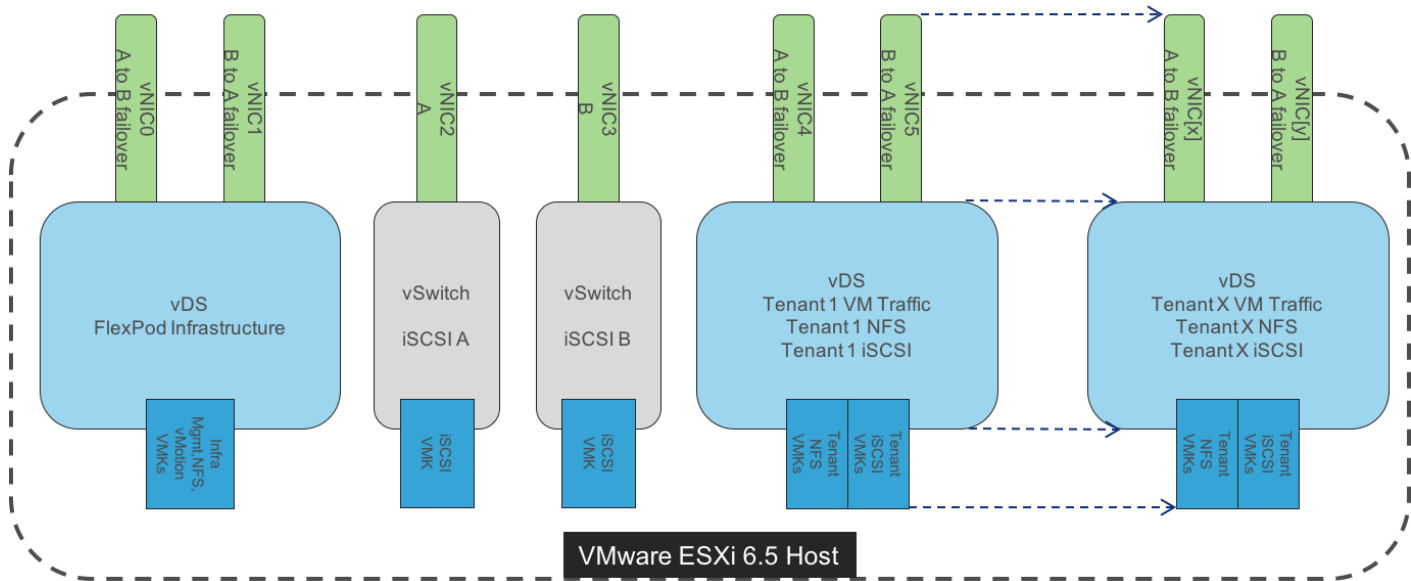 vNIC0
A to B failover
vNIC1
B to A failover
vNIC2
A
vNIC3
B
vNIC4
A to B failover
vNIC5
B to A failover
vNIC[x]
A to B failover
vNIC[y]
B to A failover
vDS
FlexPod Infrastructure
vSwitch
iSCSI A
vSwitch
iSCSI B
vDS
Tenant 1 VM Traffic
Tenant 1 NFS
Tenant 1 iSCSI
vDS
Tenant X VM Traffic
Tenant X NFS
Tenant X iSCSI
Infra
Mgmt,NFS,
vMotion
VMKs
iSCSI
VMK
iSCSI
VMK
Tenant
NFS
VMKs
Tenant
iSCSI
VMKs
Tenant
NFS
VMKs
Tenant
iSCSI
VMKs
VMware ESXi 6.5 Host